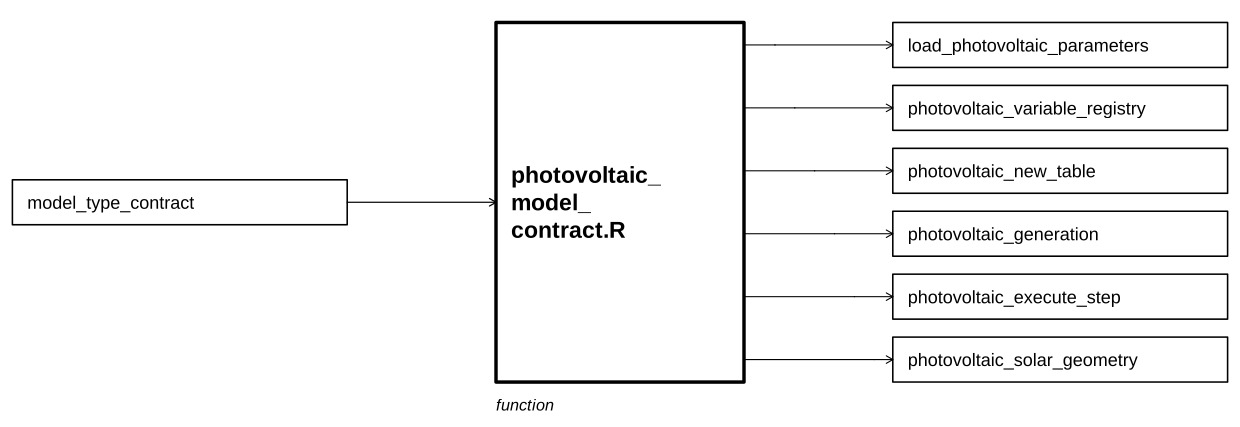 model_type_contract
photovoltaic_
model_
contract.R
function
load_photovoltaic_parameters
photovoltaic_variable_registry
photovoltaic_new_table
photovoltaic_generation
photovoltaic_execute_step
photovoltaic_solar_geometry